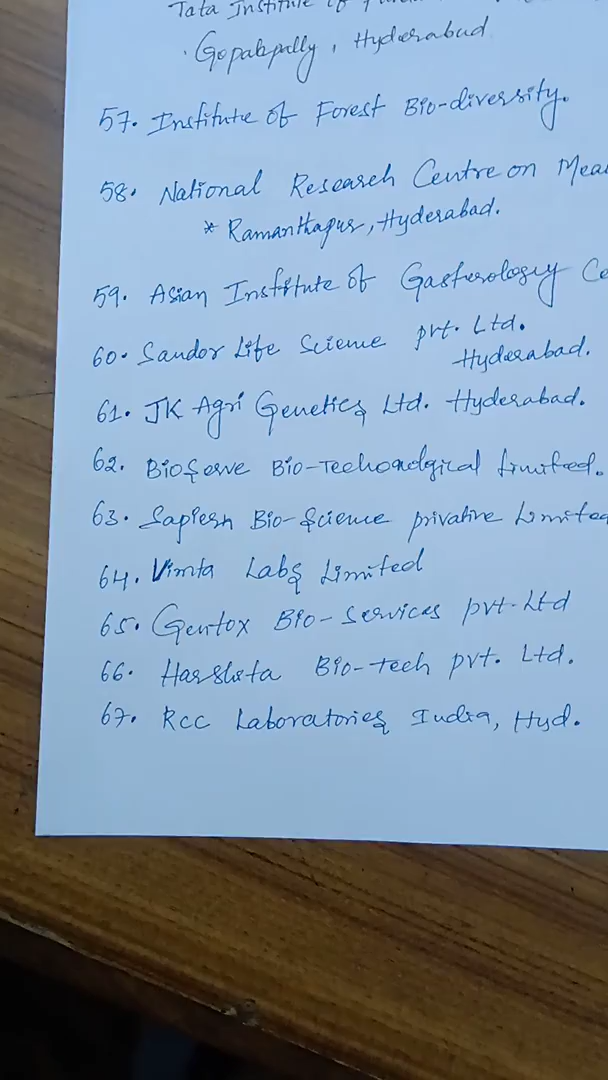 Tata Institute of
Gopalpally, Hyderabad
57. Institute of Forest Bio-diversity.
58. National Research Centre on Mea
* Ramanthapur, Hyderabad.
59. Asian Institute of Gasterology Ce
60. Sandor Life Science pvt. Ltd.
Hyderabad.
61. JK Agri Genetics Ltd. Hyderabad.
62. BioServe Bio-Techonolgical limited.
63. Sapiesn Bio-Science privative Limited
64. Vimta Labs Limited
65. Gentox Bio-Services pvt-Ltd
66. Harsheta Bio-tech pvt. Ltd.
67. Rcc Laboratories India, Hyd.